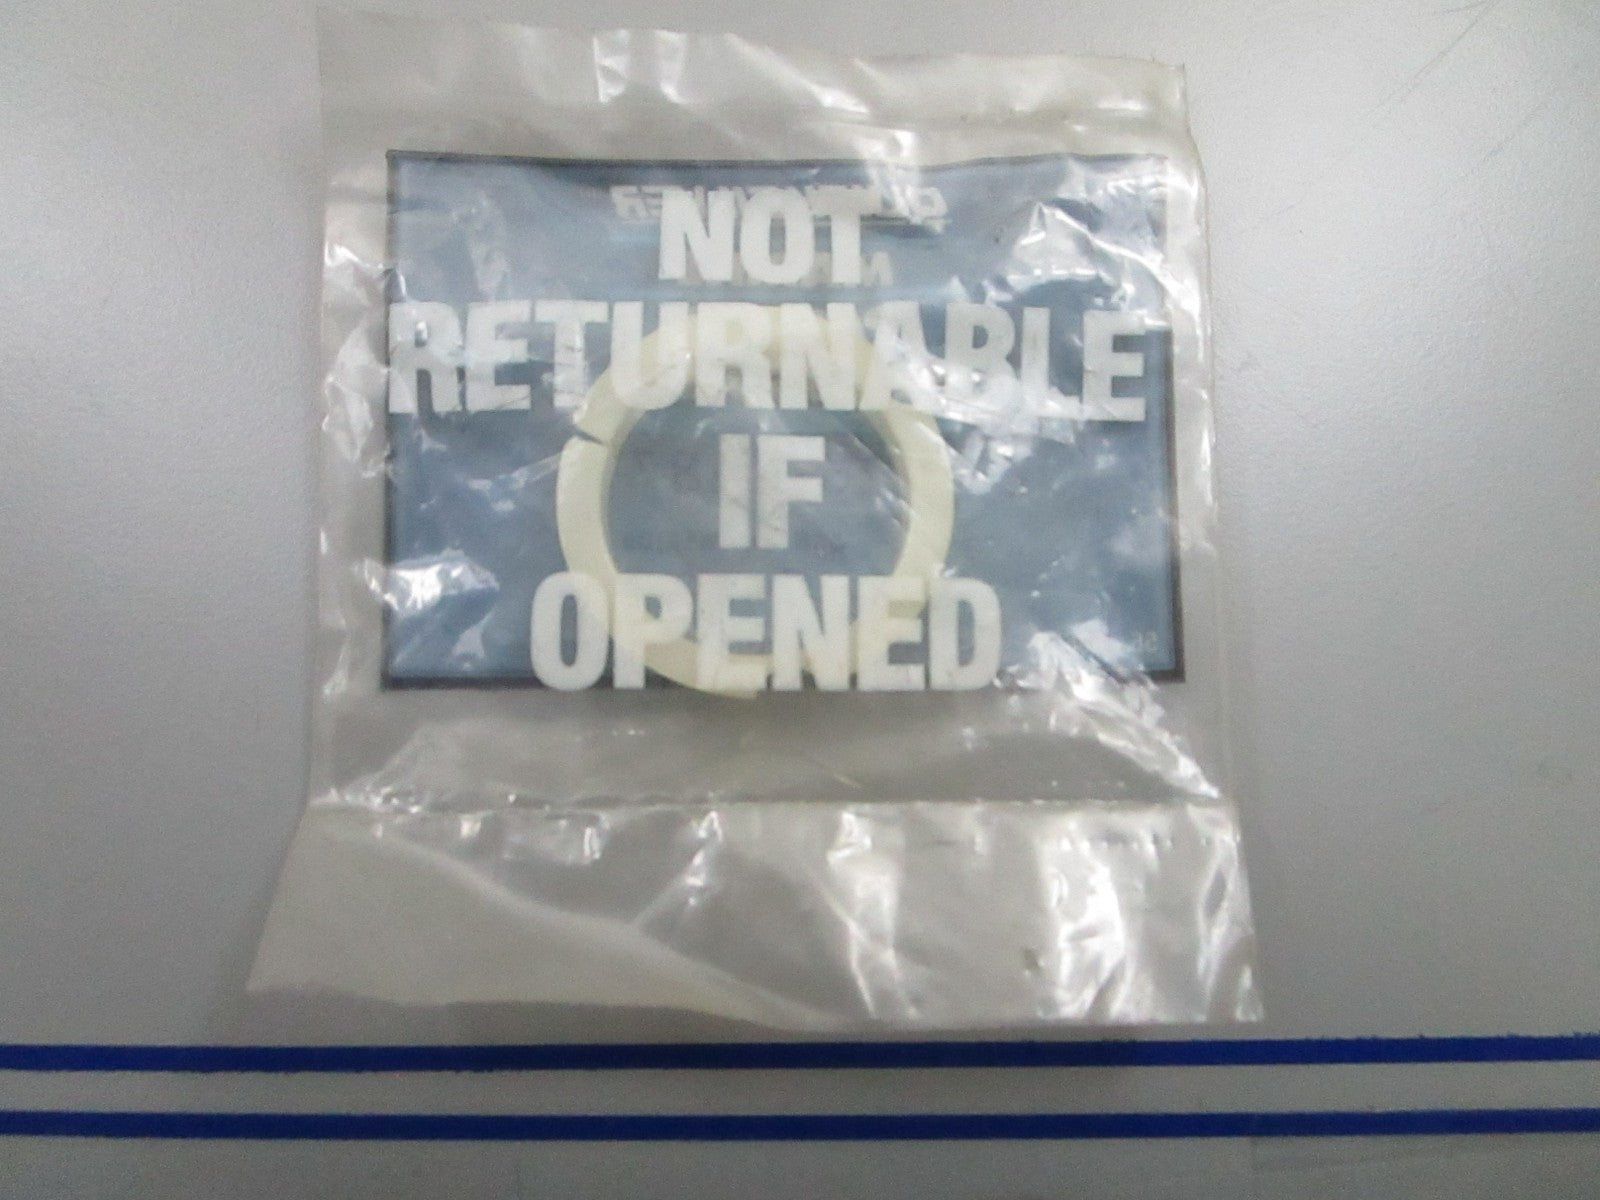 NOT
RETURNABLE
IF
OPENED